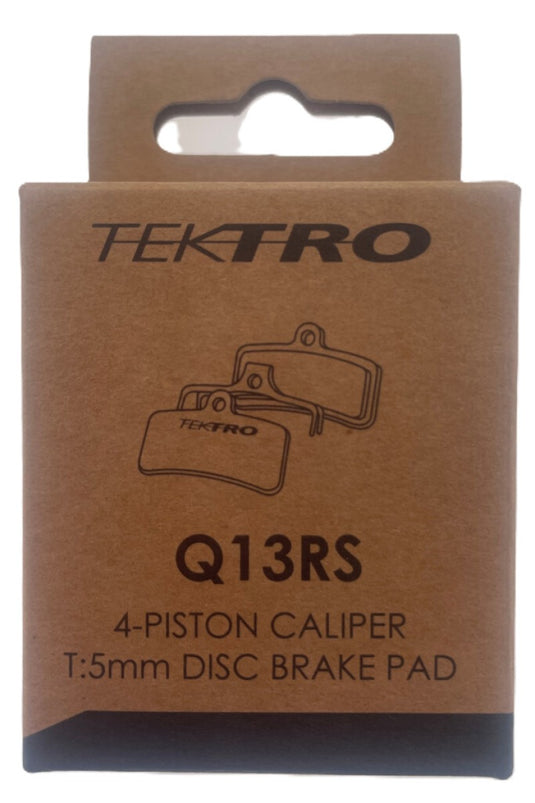 TEKTRO
TEKTRO
Q13RS
4-PISTON CALIPER
T:5mm DISC BRAKE PAD